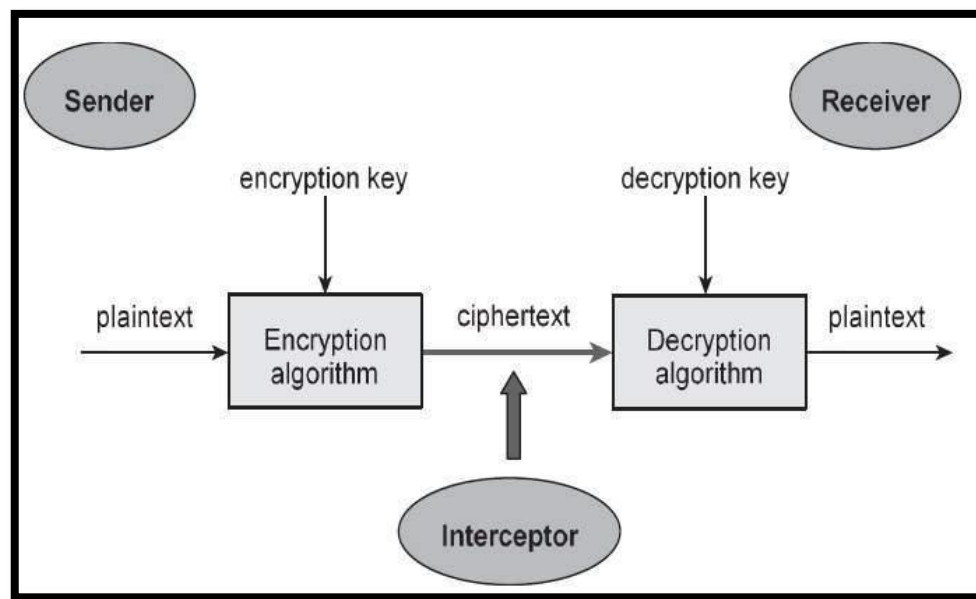 Sender
Receiver
encryption key
decryption key
plaintext
Encryption
algorithm
ciphertext
Decryption
algorithm
plaintext
Interceptor